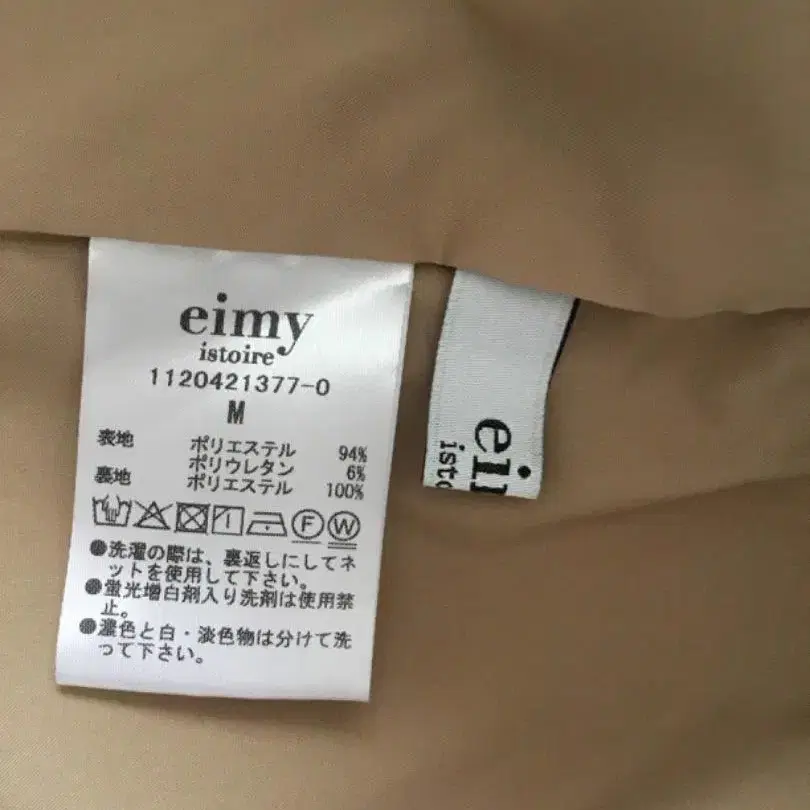 eimy
istoire
1120421377-0
M
表地 ポリエステル 94%
ポリウレタン 6%
裏地 ポリエステル 100%
F W
●洗濯の際は、裏返しにしてネ
ットを使用して下さい。
●蛍光増白剤入り洗剤は使用禁
止。
●濃色と白・淡色物は分けて洗
って下さい。
ei
isto